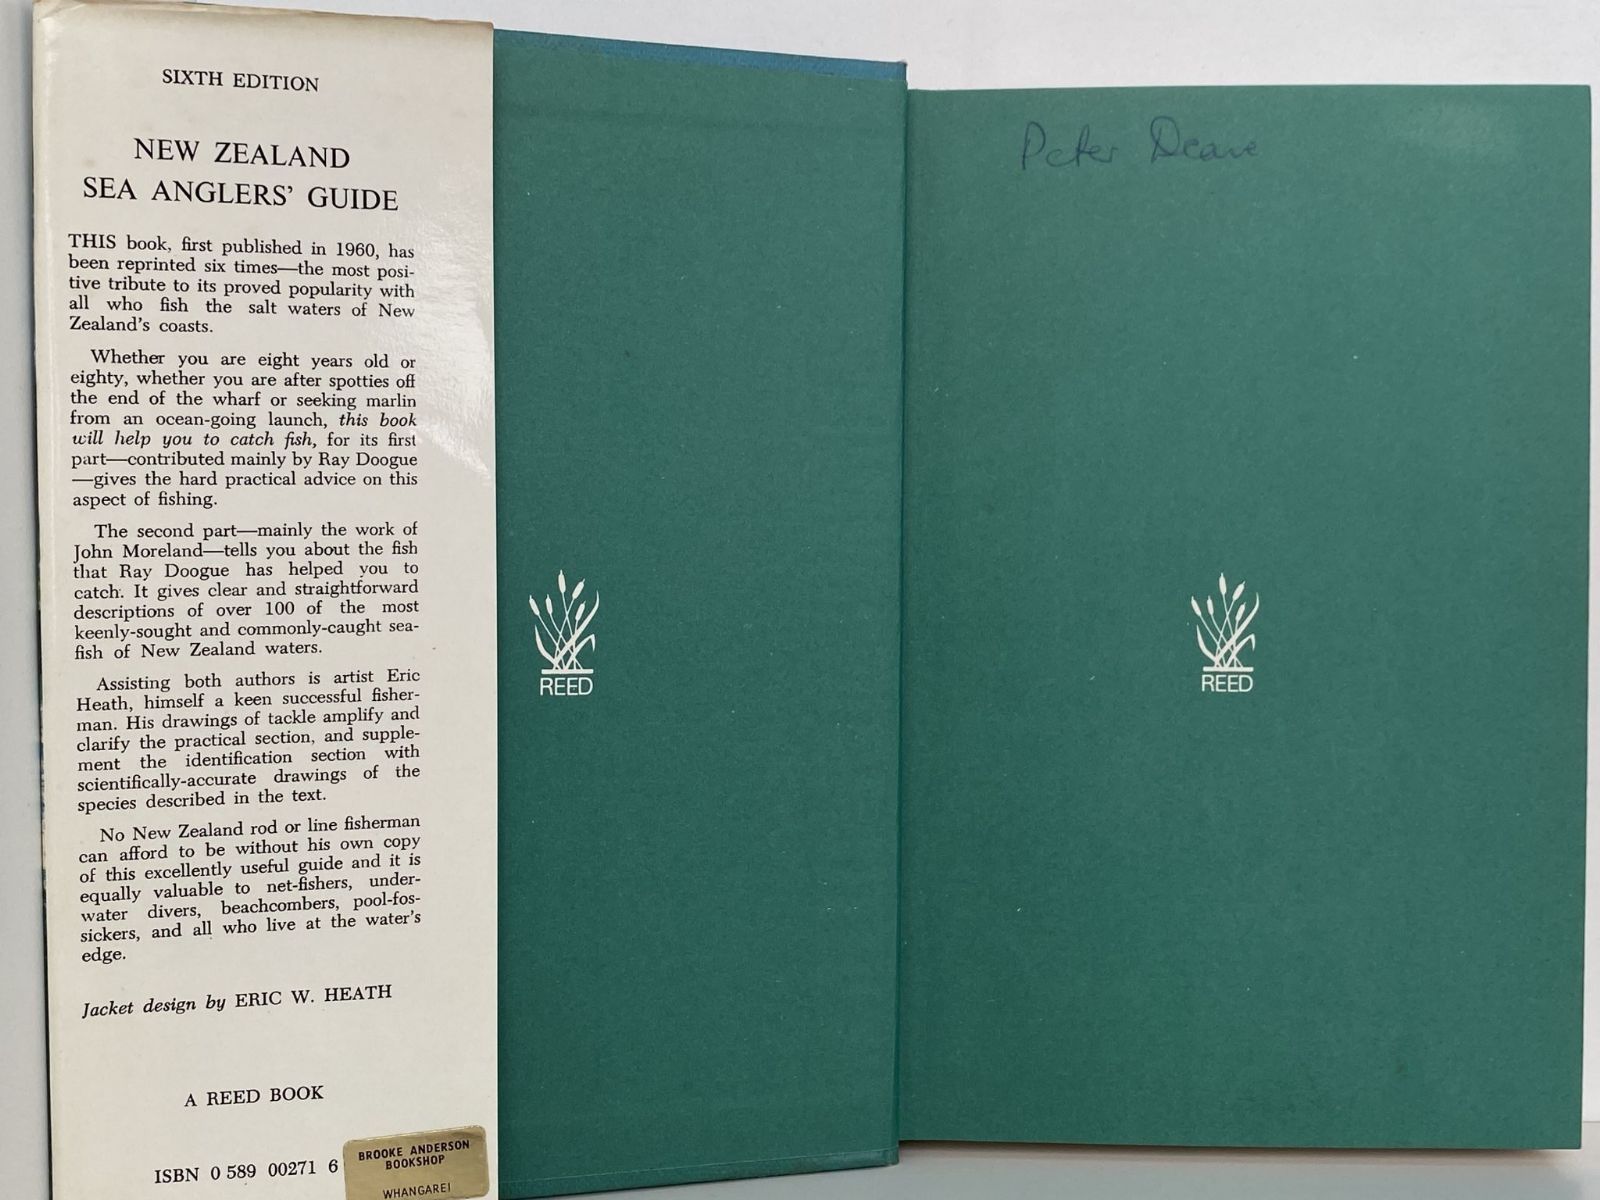 SIXTH EDITION
NEW ZEALAND
SEA ANGLERS' GUIDE
THIS book, first published in 1960, has
been reprinted six times—the most posi-
tive tribute to its proved popularity with
all who fish the salt waters of New
Zealand's coasts.
Whether you are eight years old or
eighty, whether you are after spotties off
the end of the wharf or seeking marlin
from an ocean-going launch, this book
will help you to catch fish, for its first
part—contributed mainly by Ray Doogue
—gives the hard practical advice on this
aspect of fishing.
The second part—mainly the work of
John Moreland—tells you about the fish
that Ray Doogue has helped you to
catch. It gives clear and straightforward
descriptions of over 100 of the most
keenly-sought and commonly-caught sea-
fish of New Zealand waters.
Assisting both authors is artist Eric
Heath, himself a keen successful fisher-
man. His drawings of tackle amplify and
clarify the practical section, and supple-
ment the identification section with
scientifically-accurate drawings of the
species described in the text.
No New Zealand rod or line fisherman
can afford to be without his own copy
of this excellently useful guide and it is
equally valuable to net-fishers, under-
water divers, beachcombers, pool-fos-
sickers, and all who live at the water's
edge.
Jacket design by ERIC W. HEATH
A REED BOOK
ISBN 0 589 00271 6
BROOKE ANDERSON
BOOKSHOP
WHANGAREI
REED
Peter Deane
REED